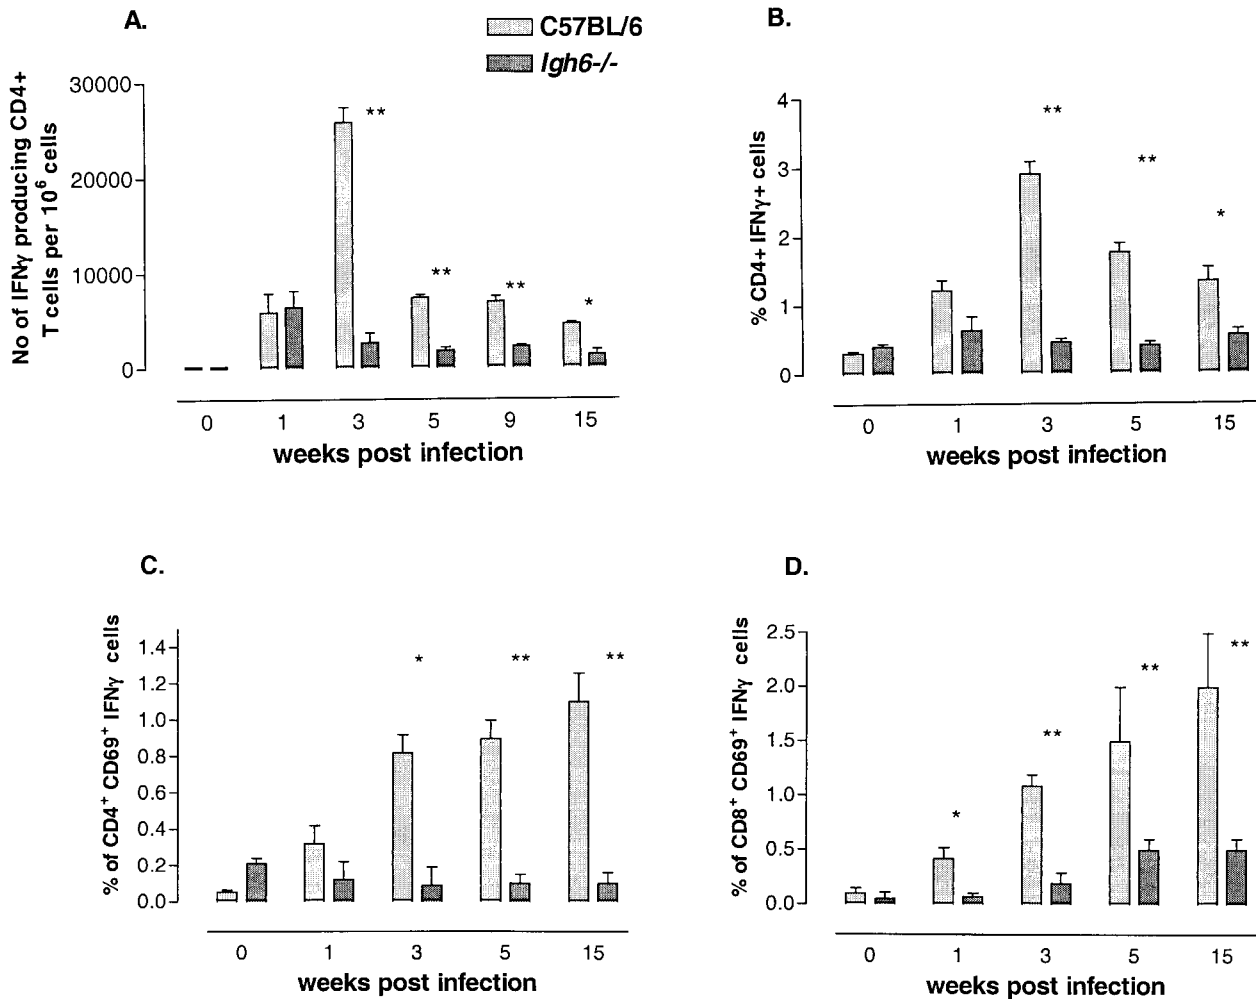 A.
C57BL/6
Igh6-/-
No of IFNγ producing CD4+
T cells per 10⁶ cells
30000
20000
10000
0
**
**
**
*
0 1 3 5 9 15
weeks post infection
B.
% CD4+ IFNγ+ cells
4
3
2
1
0
**
**
*
0 1 3 5 15
weeks post infection
C.
% of CD4⁺ CD69⁺ IFNγ cells
1.4
1.2
1.0
0.8
0.6
0.4
0.2
0.0
*
**
**
0 1 3 5 15
weeks post infection
D.
% of CD8⁺ CD69⁺ IFNγ cells
2.5
2.0
1.5
1.0
0.5
0.0
*
**
**
**
0 1 3 5 15
weeks post infection